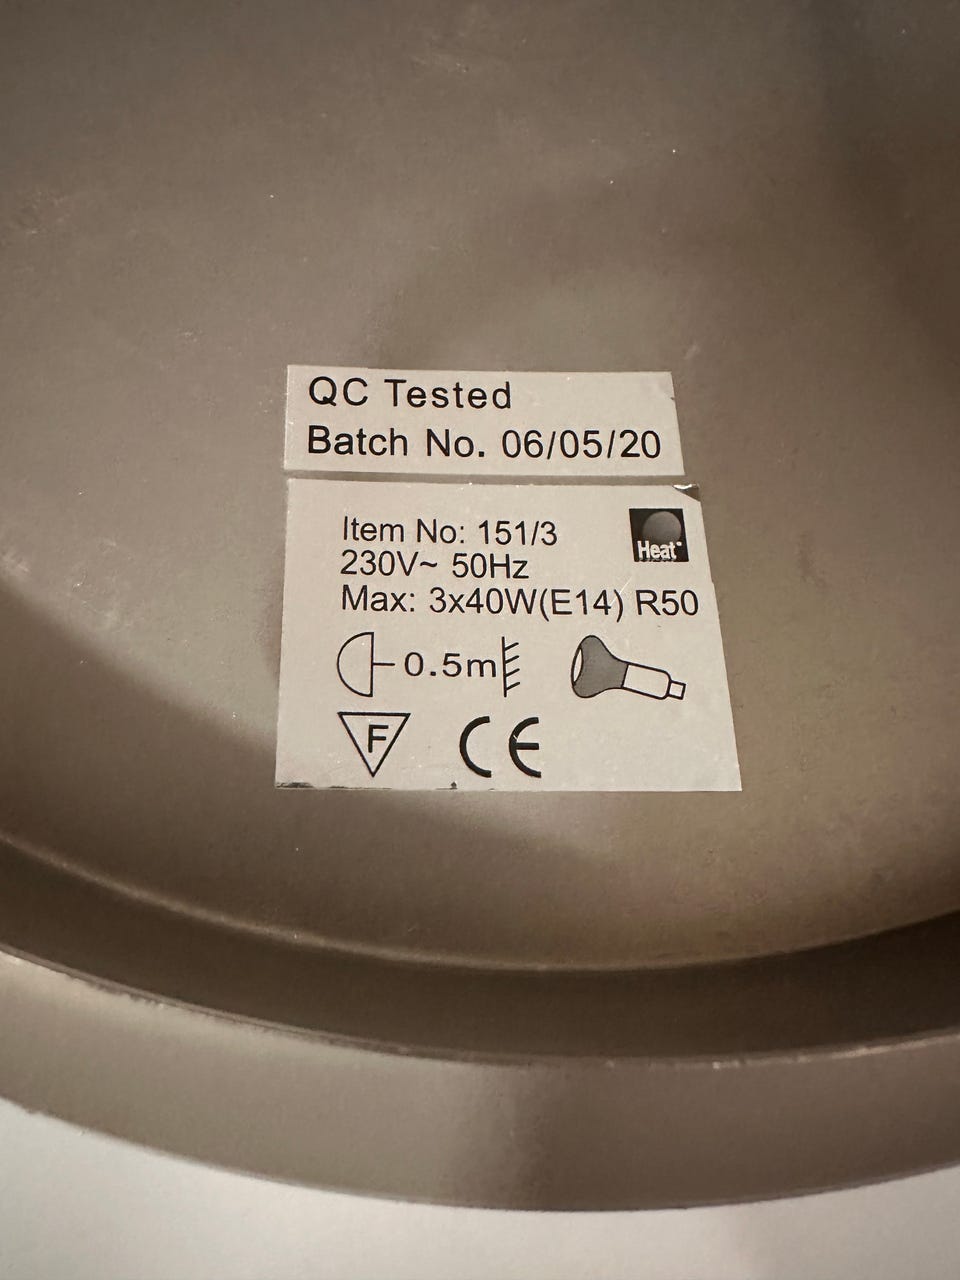 QC Tested
Batch No. 06/05/20
Item No: 151/3
230V~ 50Hz
Max: 3x40W(E14) R50
Heat
0.5m
F
CE